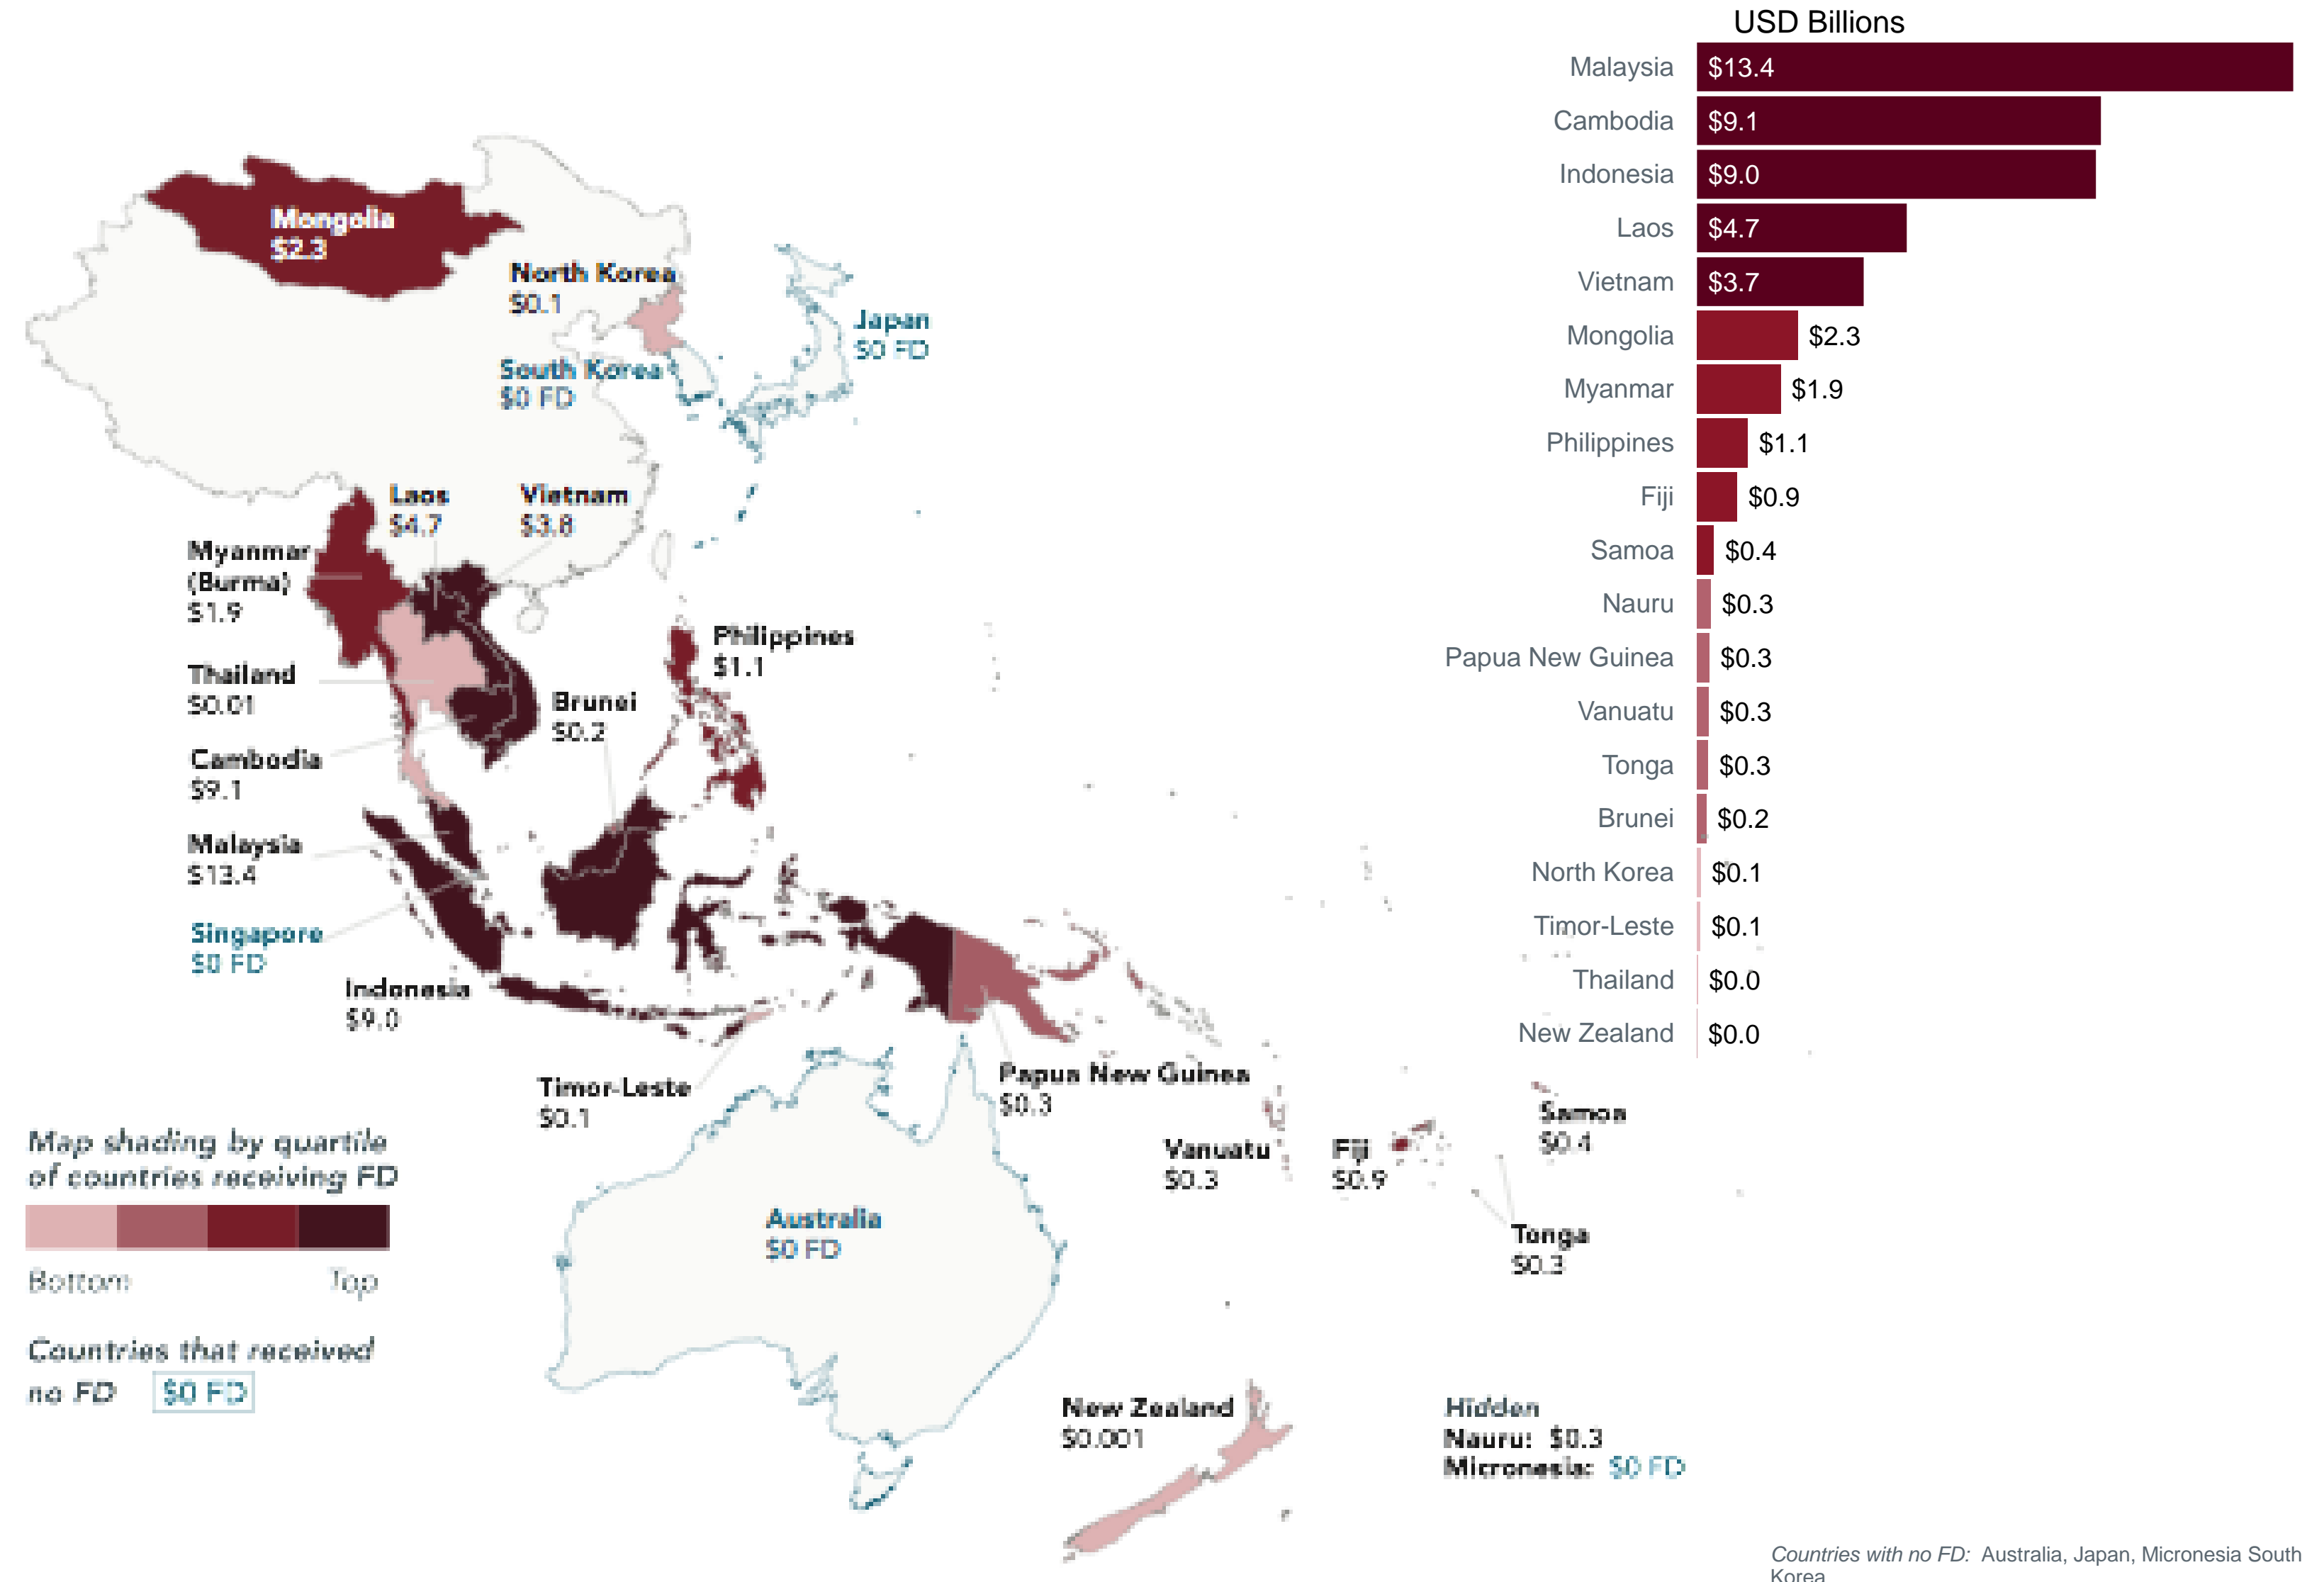 USD Billions
Malaysia $13.4
Cambodia $9.1
Indonesia $9.0
Laos $4.7
Vietnam $3.7
Mongolia $2.3
Myanmar $1.9
Philippines $1.1
Fiji $0.9
Samoa $0.4
Nauru $0.3
Papua New Guinea $0.3
Vanuatu $0.3
Tonga $0.3
Brunei $0.2
North Korea $0.1
Timor-Leste $0.1
Thailand $0.0
New Zealand $0.0
Mongolia
$2.3
North Korea
$0.1
Japan
$0 FD
South Korea
$0 FD
Laos
$4.7
Vietnam
$3.8
Myanmar
(Burma)
$1.9
Philippines
$1.1
Thailand
$0.01
Brunei
$0.2
Cambodia
$9.1
Malaysia
$13.4
Singapore
$0 FD
Indonesia
$9.0
Timor-Leste
$0.1
Papua New Guinea
$0.3
Vanuatu
$0.3
Fiji
$0.9
Samoa
$0.4
Tonga
$0.3
Australia
$0 FD
New Zealand
$0.001
Map shading by quartile
of countries receiving FD
Bottom Top
Countries that received
no FD $0 FD
Hidden
Nauru: $0.3
Micronesia: $0 FD
Countries with no FD: Australia, Japan, Micronesia South
Korea